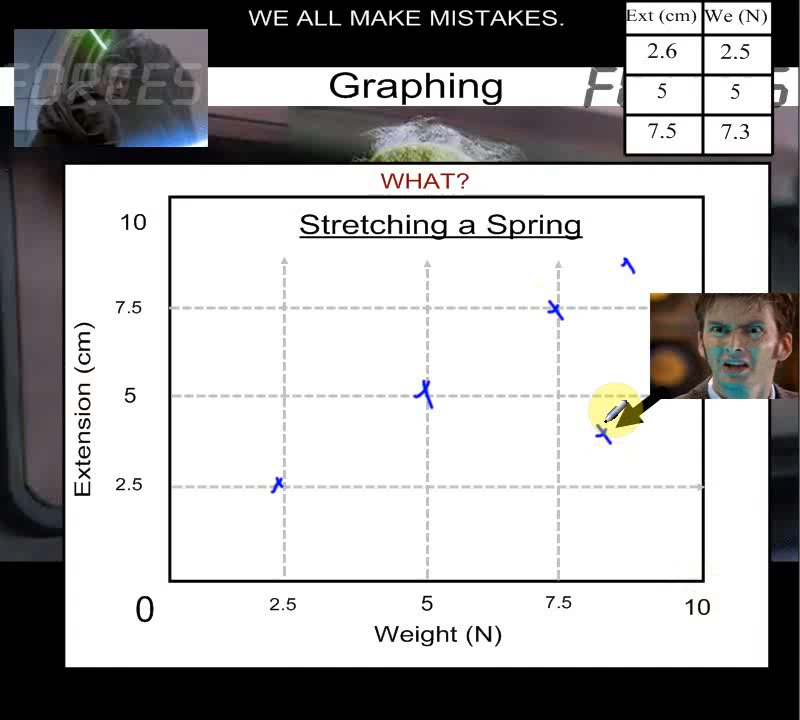 WE ALL MAKE MISTAKES.
Ext (cm) We (N)
2.6 2.5
5 5
7.5 7.3
FORCES
Graphing
WHAT?
Stretching a Spring
10
7.5
5
2.5
0
Extension (cm)
2.5 5 7.5 10
Weight (N)